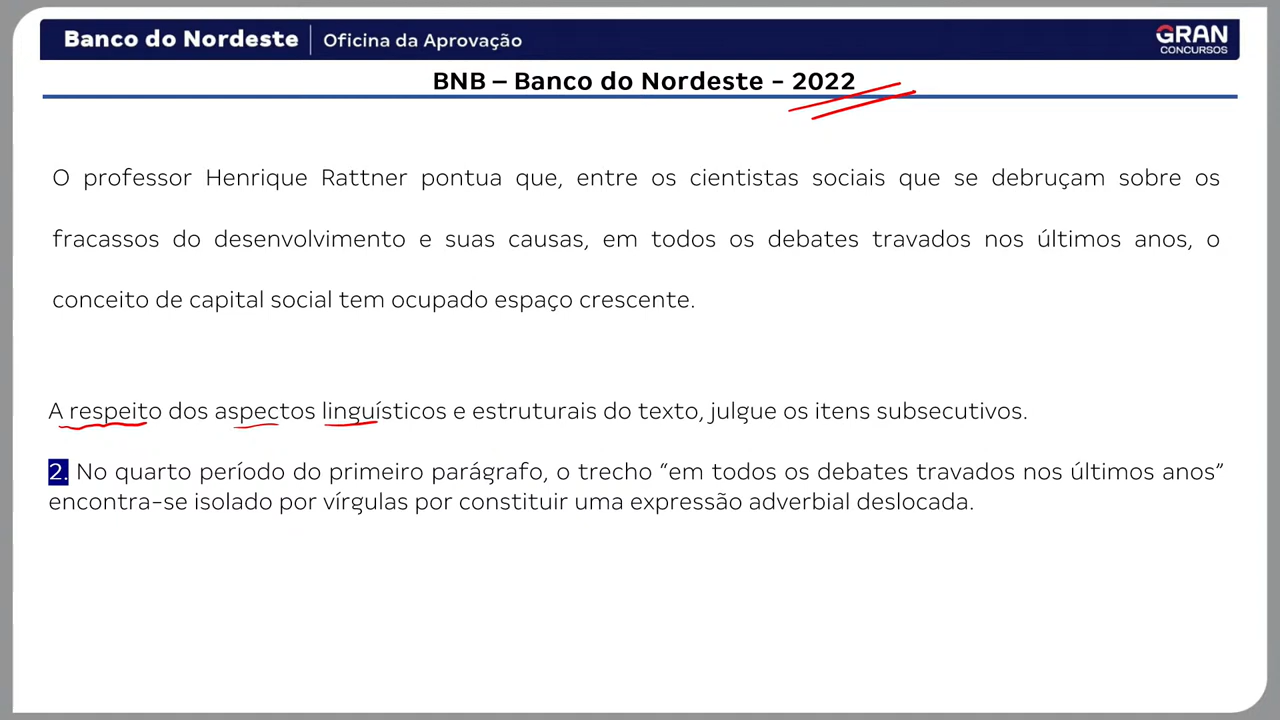 Banco do Nordeste | Oficina da Aprovação
GRAN
CONCURSOS
BNB – Banco do Nordeste - 2022
O professor Henrique Rattner pontua que, entre os cientistas sociais que se debruçam sobre os
fracassos do desenvolvimento e suas causas, em todos os debates travados nos últimos anos, o
conceito de capital social tem ocupado espaço crescente.
A respeito dos aspectos linguísticos e estruturais do texto, julgue os itens subsecutivos.
2. No quarto período do primeiro parágrafo, o trecho “em todos os debates travados nos últimos anos”
encontra-se isolado por vírgulas por constituir uma expressão adverbial deslocada.